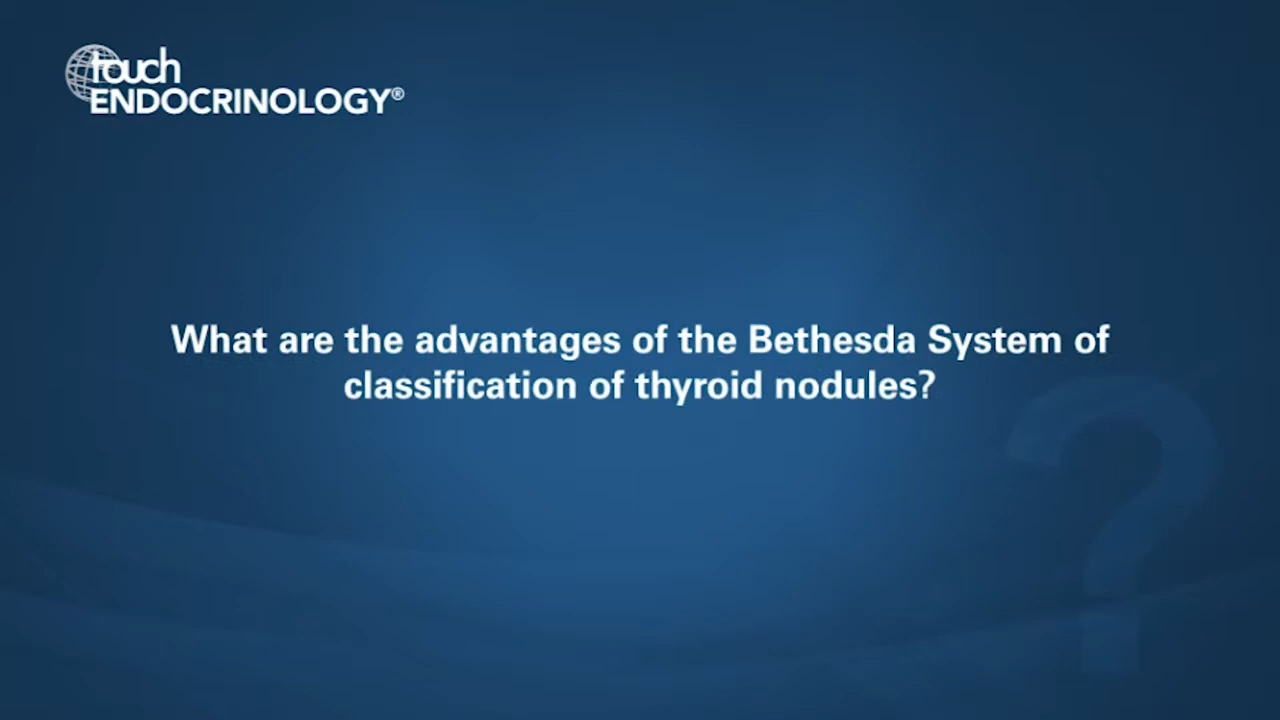 touch
ENDOCRINOLOGY®
What are the advantages of the Bethesda System of
classification of thyroid nodules?